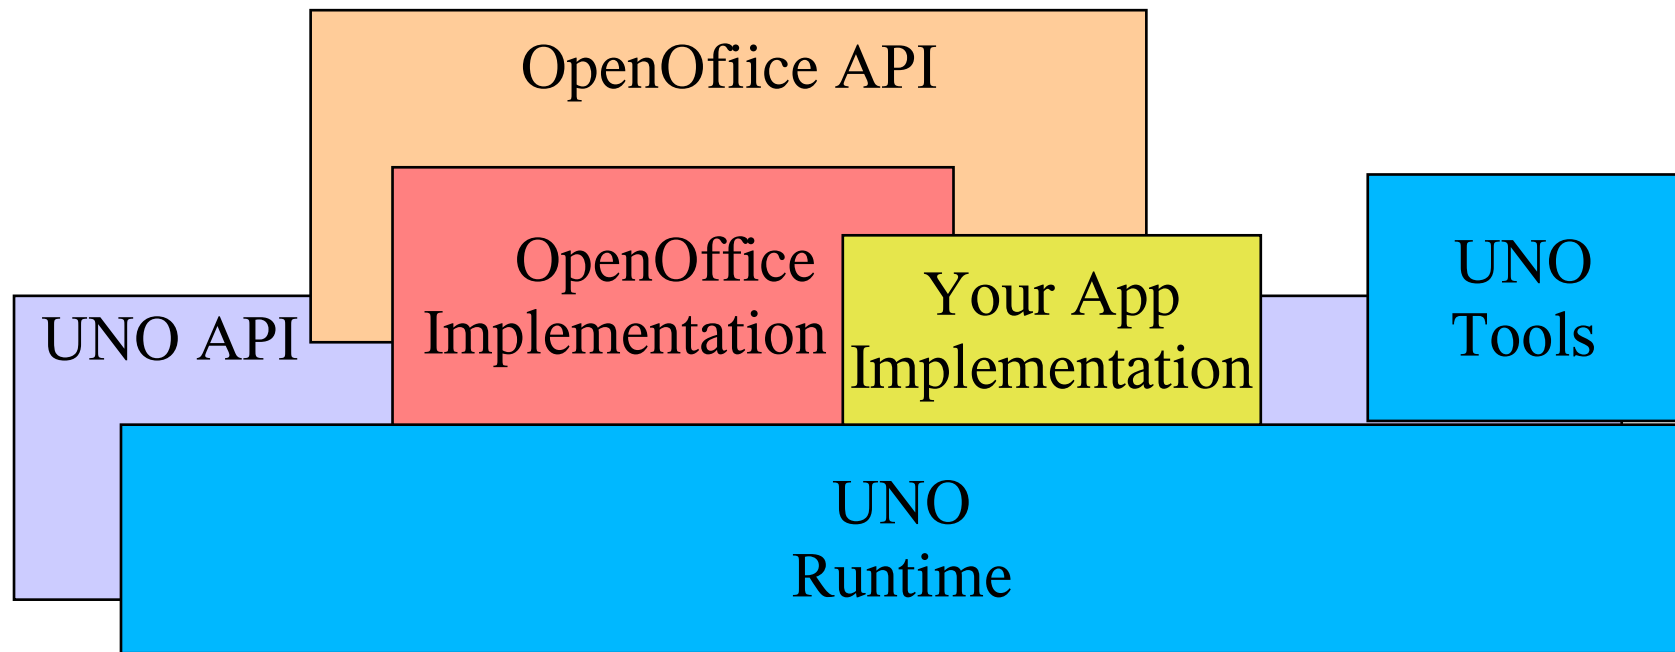 OpenOfiice API
OpenOffice
Implementation
Your App
Implementation
UNO
Tools
UNO API
UNO
Runtime